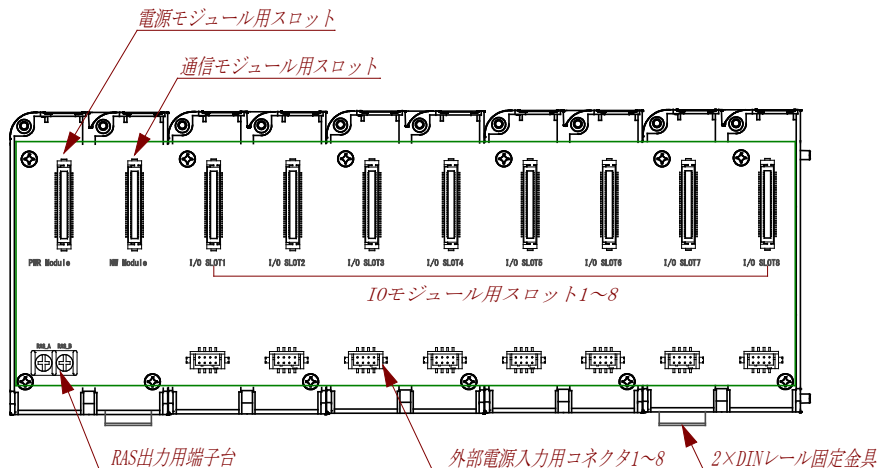 電源モジュール用スロット
通信モジュール用スロット
PWR Module
NW Module
I/O SLOT1
I/O SLOT2
I/O SLOT3
I/O SLOT4
I/O SLOT5
I/O SLOT6
I/O SLOT7
I/O SLOT8
IOモジュール用スロット1～8
RAS_A RAS_B
RAS出力用端子台
外部電源入力用コネクタ1～8
2×DINレール固定金具